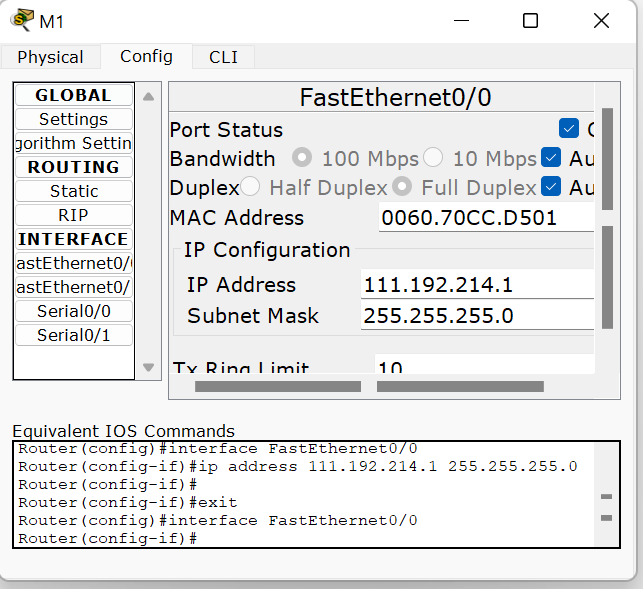 M1
Physical Config CLI
GLOBAL
Settings
gorithm Settin
ROUTING
Static
RIP
INTERFACE
astEthernet0/
astEthernet0/
Serial0/0
Serial0/1
FastEthernet0/0
Port Status
Bandwidth 100 Mbps 10 Mbps Au
Duplex Half Duplex Full Duplex Au
MAC Address 0060.70CC.D501
IP Configuration
IP Address 111.192.214.1
Subnet Mask 255.255.255.0
Tx Ring Limit 10
Equivalent IOS Commands
Router(config)#interface FastEthernet0/0
Router(config-if)#ip address 111.192.214.1 255.255.255.0
Router(config-if)#
Router(config-if)#exit
Router(config)#interface FastEthernet0/0
Router(config-if)#